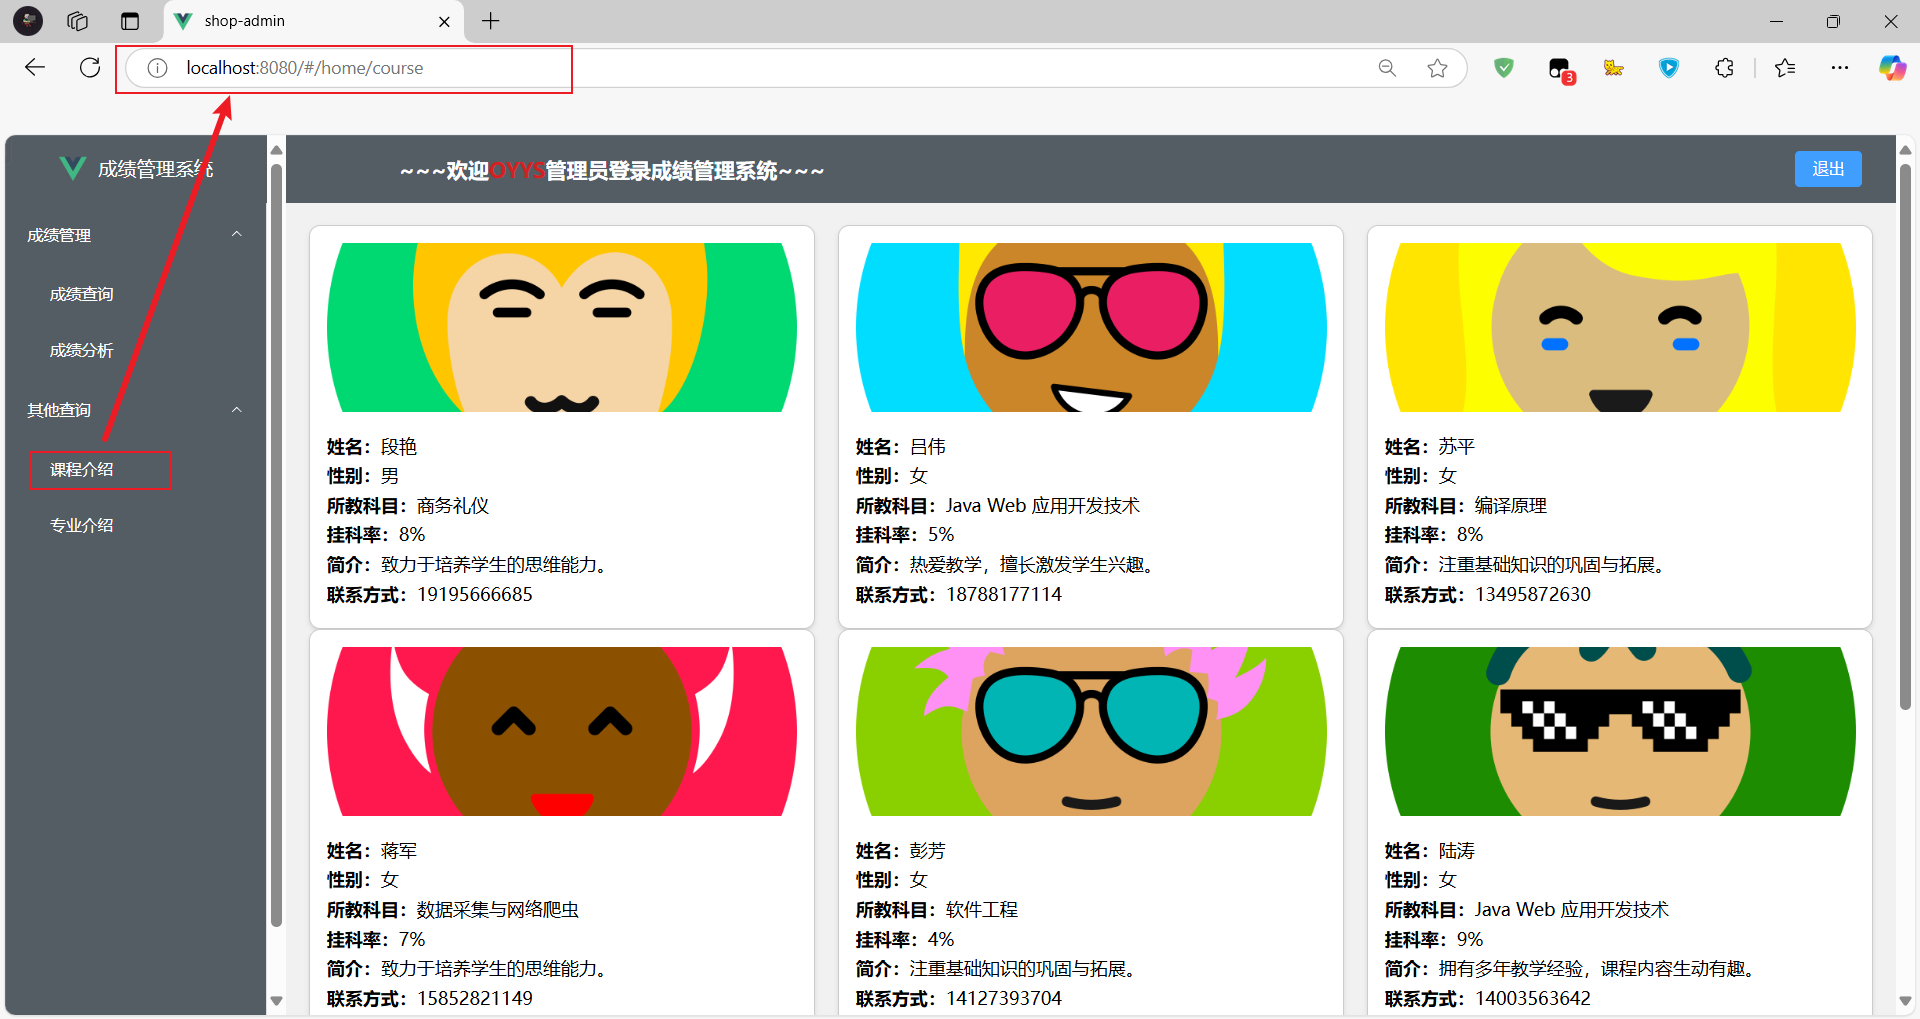 shop-admin
localhost:8080/#/home/course
3
成绩管理系统
~~~欢迎OYYS管理员登录成绩管理系统~~~
退出
成绩管理
成绩查询
成绩分析
其他查询
课程介绍
专业介绍
姓名：段艳
性别：男
所教科目：商务礼仪
挂科率：8%
简介：致力于培养学生的思维能力。
联系方式：19195666685
姓名：吕伟
性别：女
所教科目：Java Web 应用开发技术
挂科率：5%
简介：热爱教学，擅长激发学生兴趣。
联系方式：18788177114
姓名：苏平
性别：女
所教科目：编译原理
挂科率：8%
简介：注重基础知识的巩固与拓展。
联系方式：13495872630
姓名：蒋军
性别：女
所教科目：数据采集与网络爬虫
挂科率：7%
简介：致力于培养学生的思维能力。
联系方式：15852821149
姓名：彭芳
性别：女
所教科目：软件工程
挂科率：4%
简介：注重基础知识的巩固与拓展。
联系方式：14127393704
姓名：陆涛
性别：女
所教科目：Java Web 应用开发技术
挂科率：9%
简介：拥有多年教学经验，课程内容生动有趣。
联系方式：14003563642